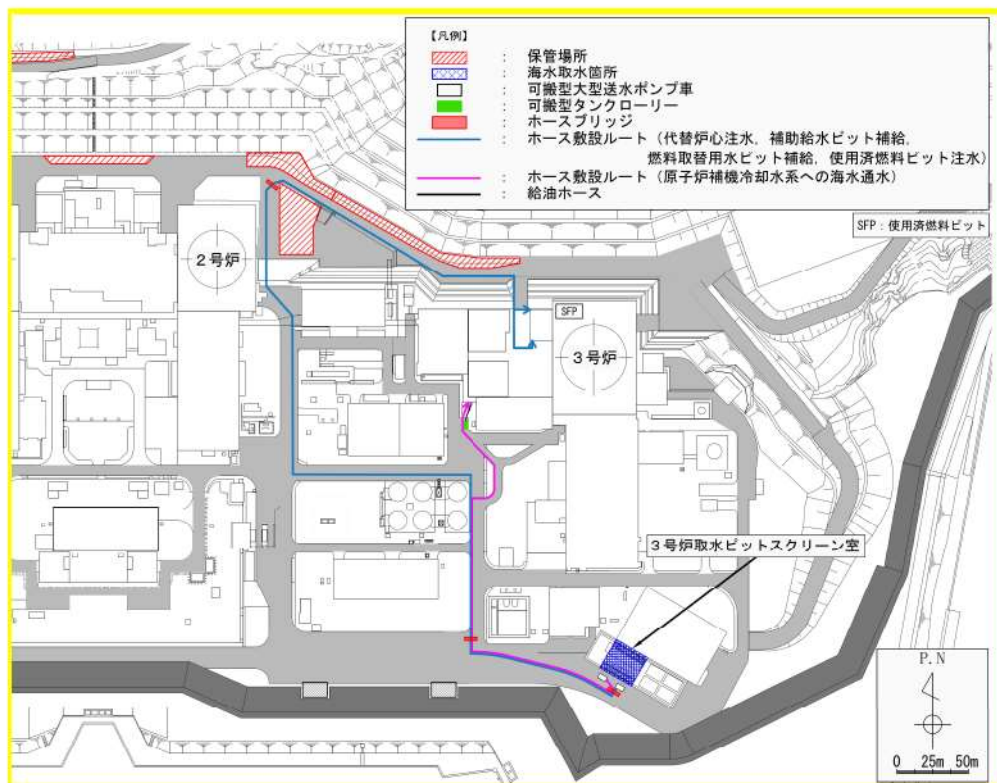 【凡例】
： 保管場所
： 海水取水箇所
： 可搬型大型送水ポンプ車
： 可搬型タンクローリー
： ホースブリッジ
： ホース敷設ルート（代替炉心注水，補助給水ピット補給，
燃料取替用水ピット補給，使用済燃料ピット注水）
： ホース敷設ルート（原子炉補機冷却水系への海水通水）
： 給油ホース
SFP：使用済燃料ピット
2号炉
SFP
3号炉
3号炉取水ピットスクリーン室
P.N
0 25m 50m